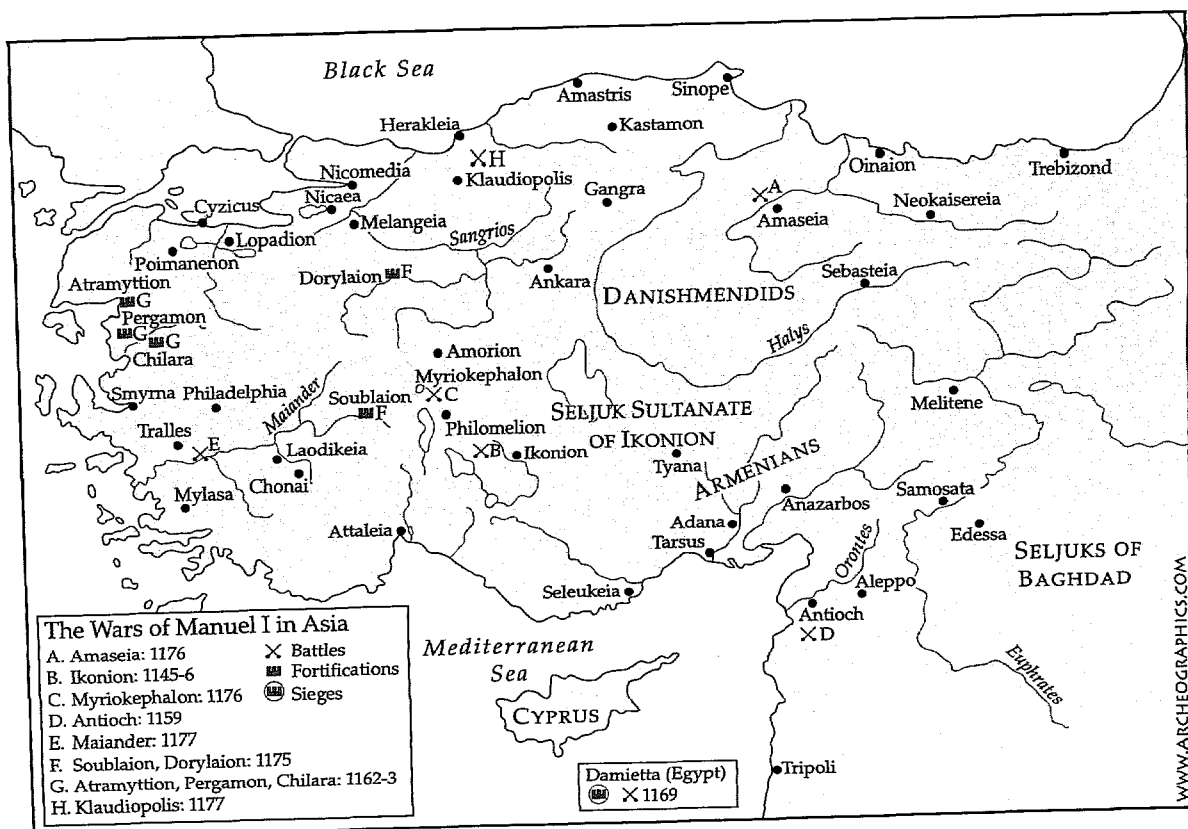 Black Sea
Amastris
Sinope
Herakleia
Kastamon
H
Oinaion
Trebizond
Nicomedia
Klaudiopolis
Gangra
A
Nicaea
Amaseia
Neokaisereia
Cyzicus
Melangeia
Lopadion
Sangrios
Poimanenon
Dorylaion F
Ankara
Sebasteia
Atramyttion
G
DANISHMENDIDS
Pergamon
G
G
Halys
Chilara
Amorion
Myriokephalon
C
Smyrna
Philadelphia
Maiander
Soublaion
F
SELJUK SULTANATE
OF IKONION
Melitene
Philomelion
Tralles
E
Laodikeia
B
Ikonion
Tyana
ARMENIANS
Chonai
Mylasa
Anazarbos
Samosata
Attaleia
Adana
Tarsus
Edessa
Orontes
SELJUKS OF
BAGHDAD
Seleukeia
Aleppo
Antioch
D
Euphrates
Mediterranean
Sea
CYPRUS
Tripoli
The Wars of Manuel I in Asia
A. Amaseia: 1176
B. Ikonion: 1145-6
C. Myriokephalon: 1176
D. Antioch: 1159
E. Maiander: 1177
F. Soublaion, Dorylaion: 1175
G. Atramyttion, Pergamon, Chilara: 1162-3
H. Klaudiopolis: 1177
Battles
Fortifications
Sieges
Damietta (Egypt)
1169
WWW.ARCHEOGRAPHICS.COM